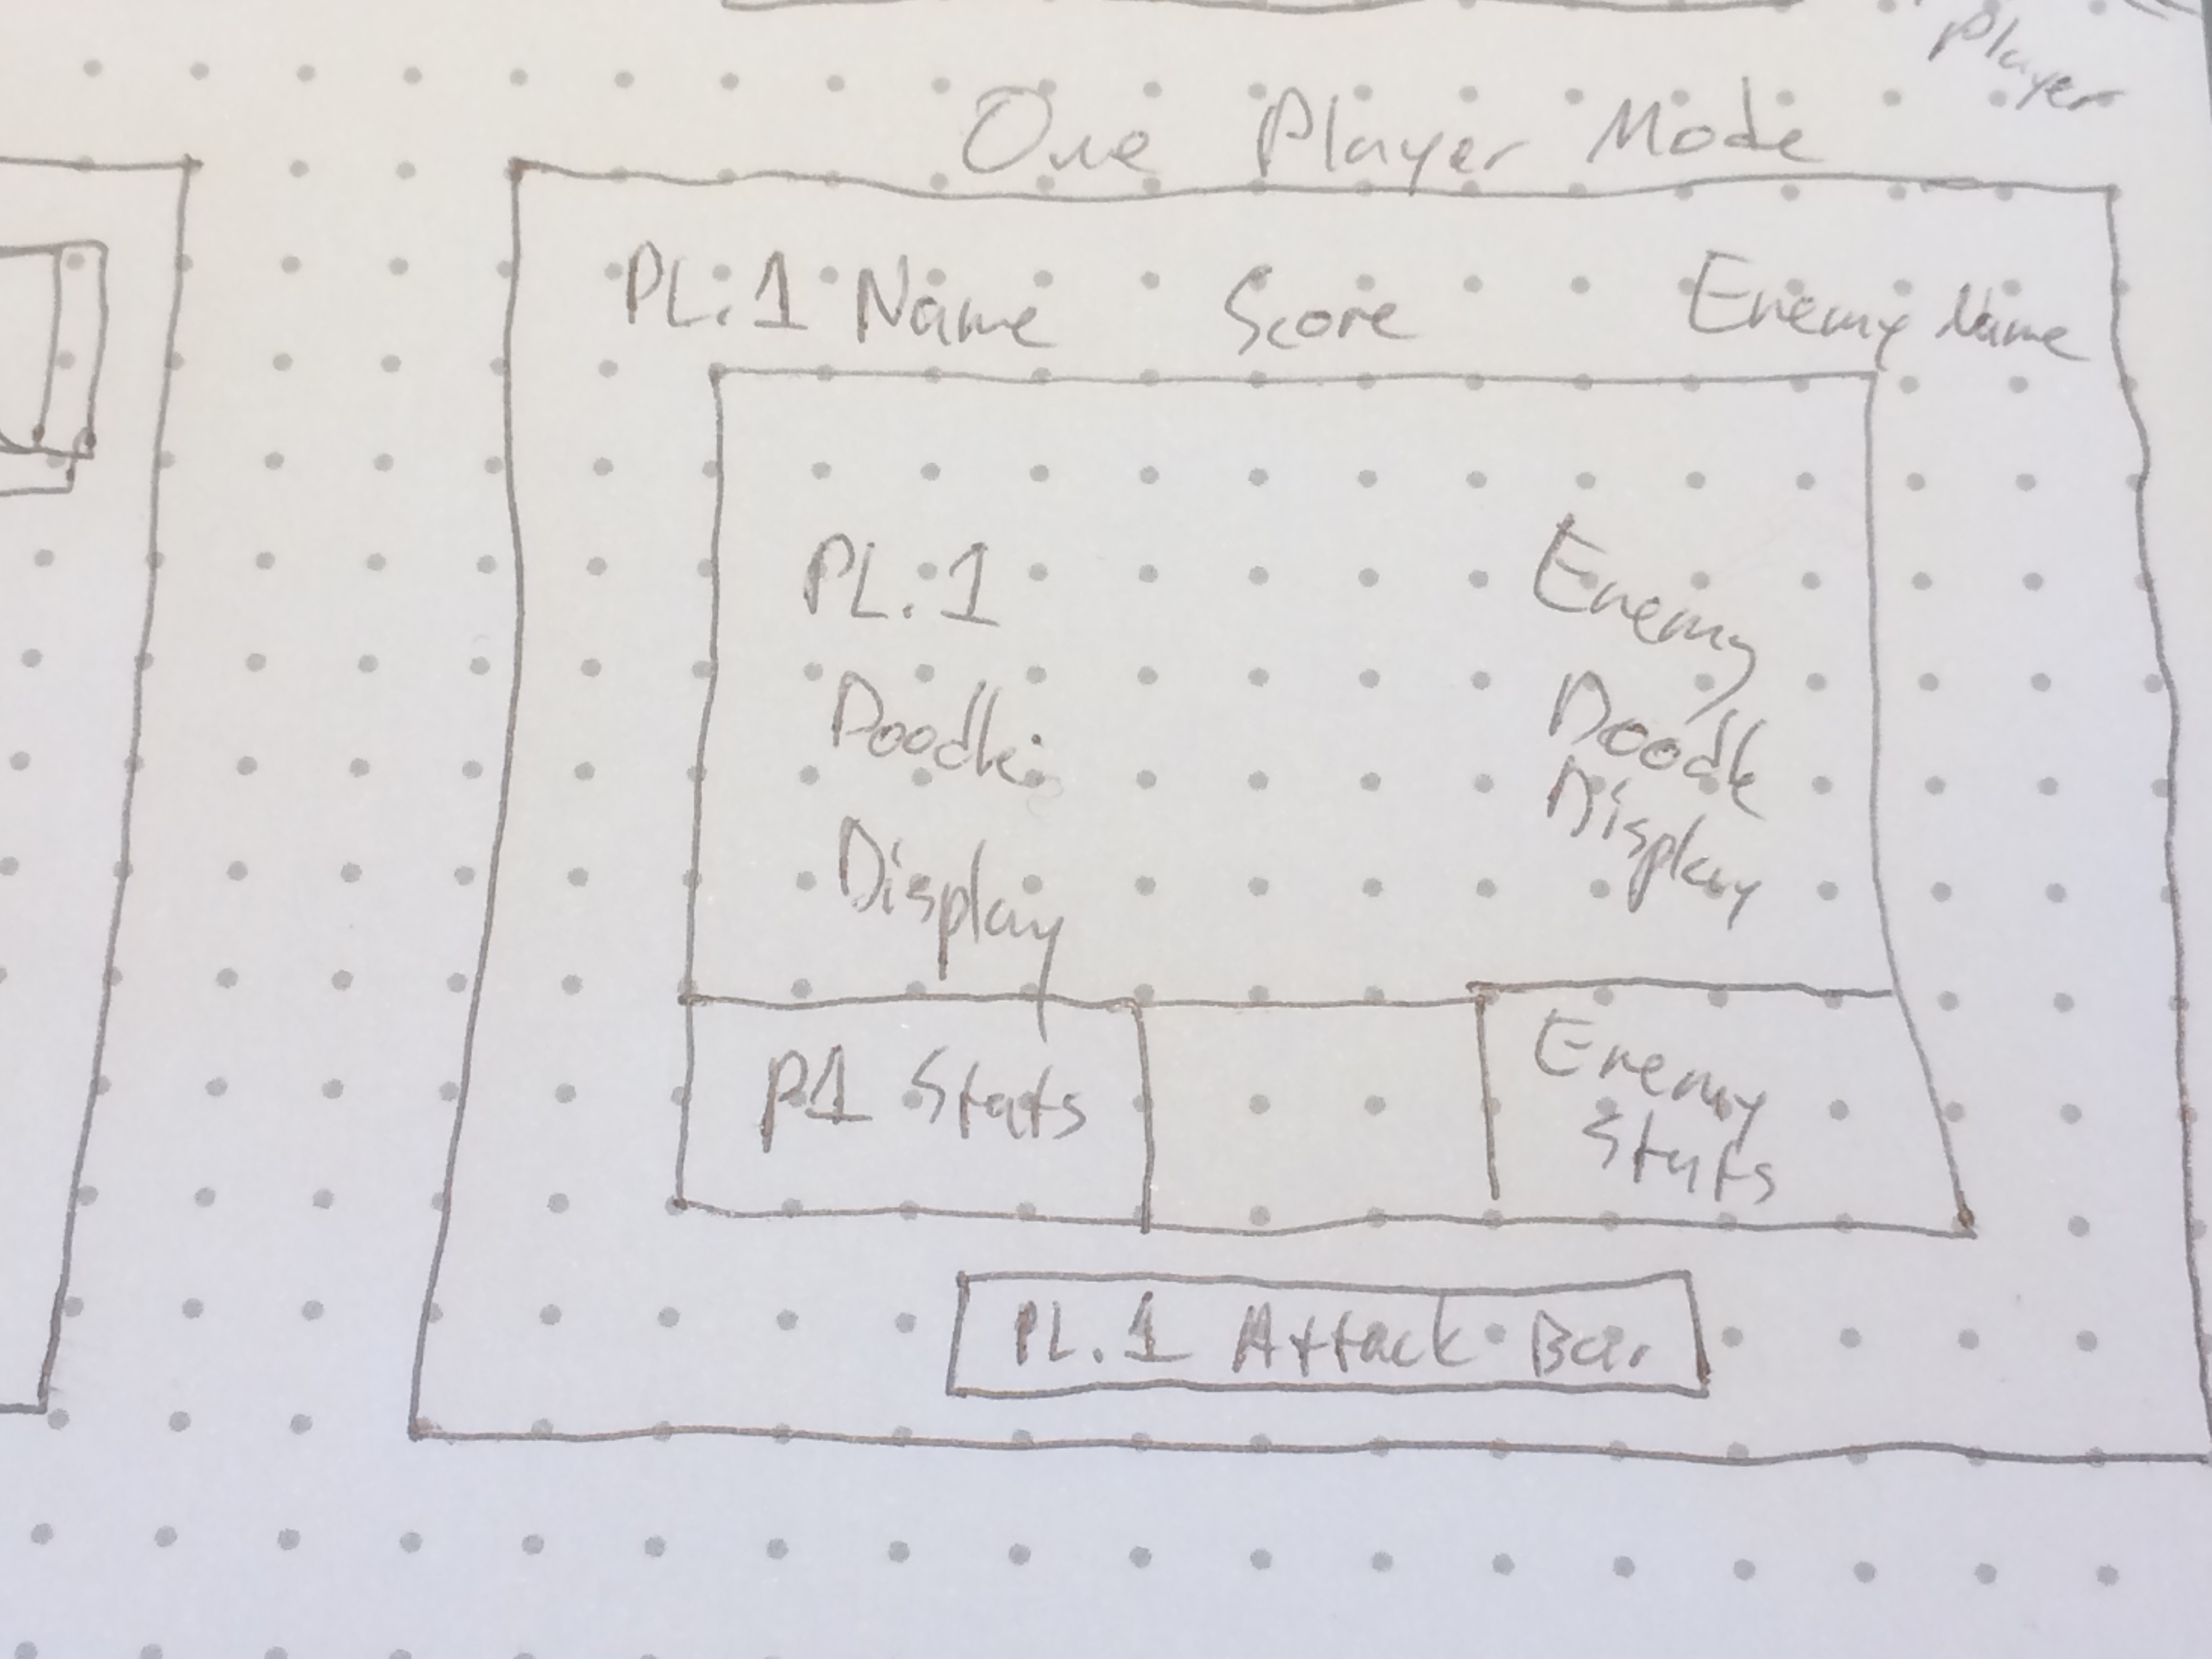 Player
One Player Mode
PL:1 Name Score Enemy Name
PL:1
Doodle
Display
Enemy
Doodle
Display
P1 Stats
Enemy
Stats
PL.1 Attack Bar